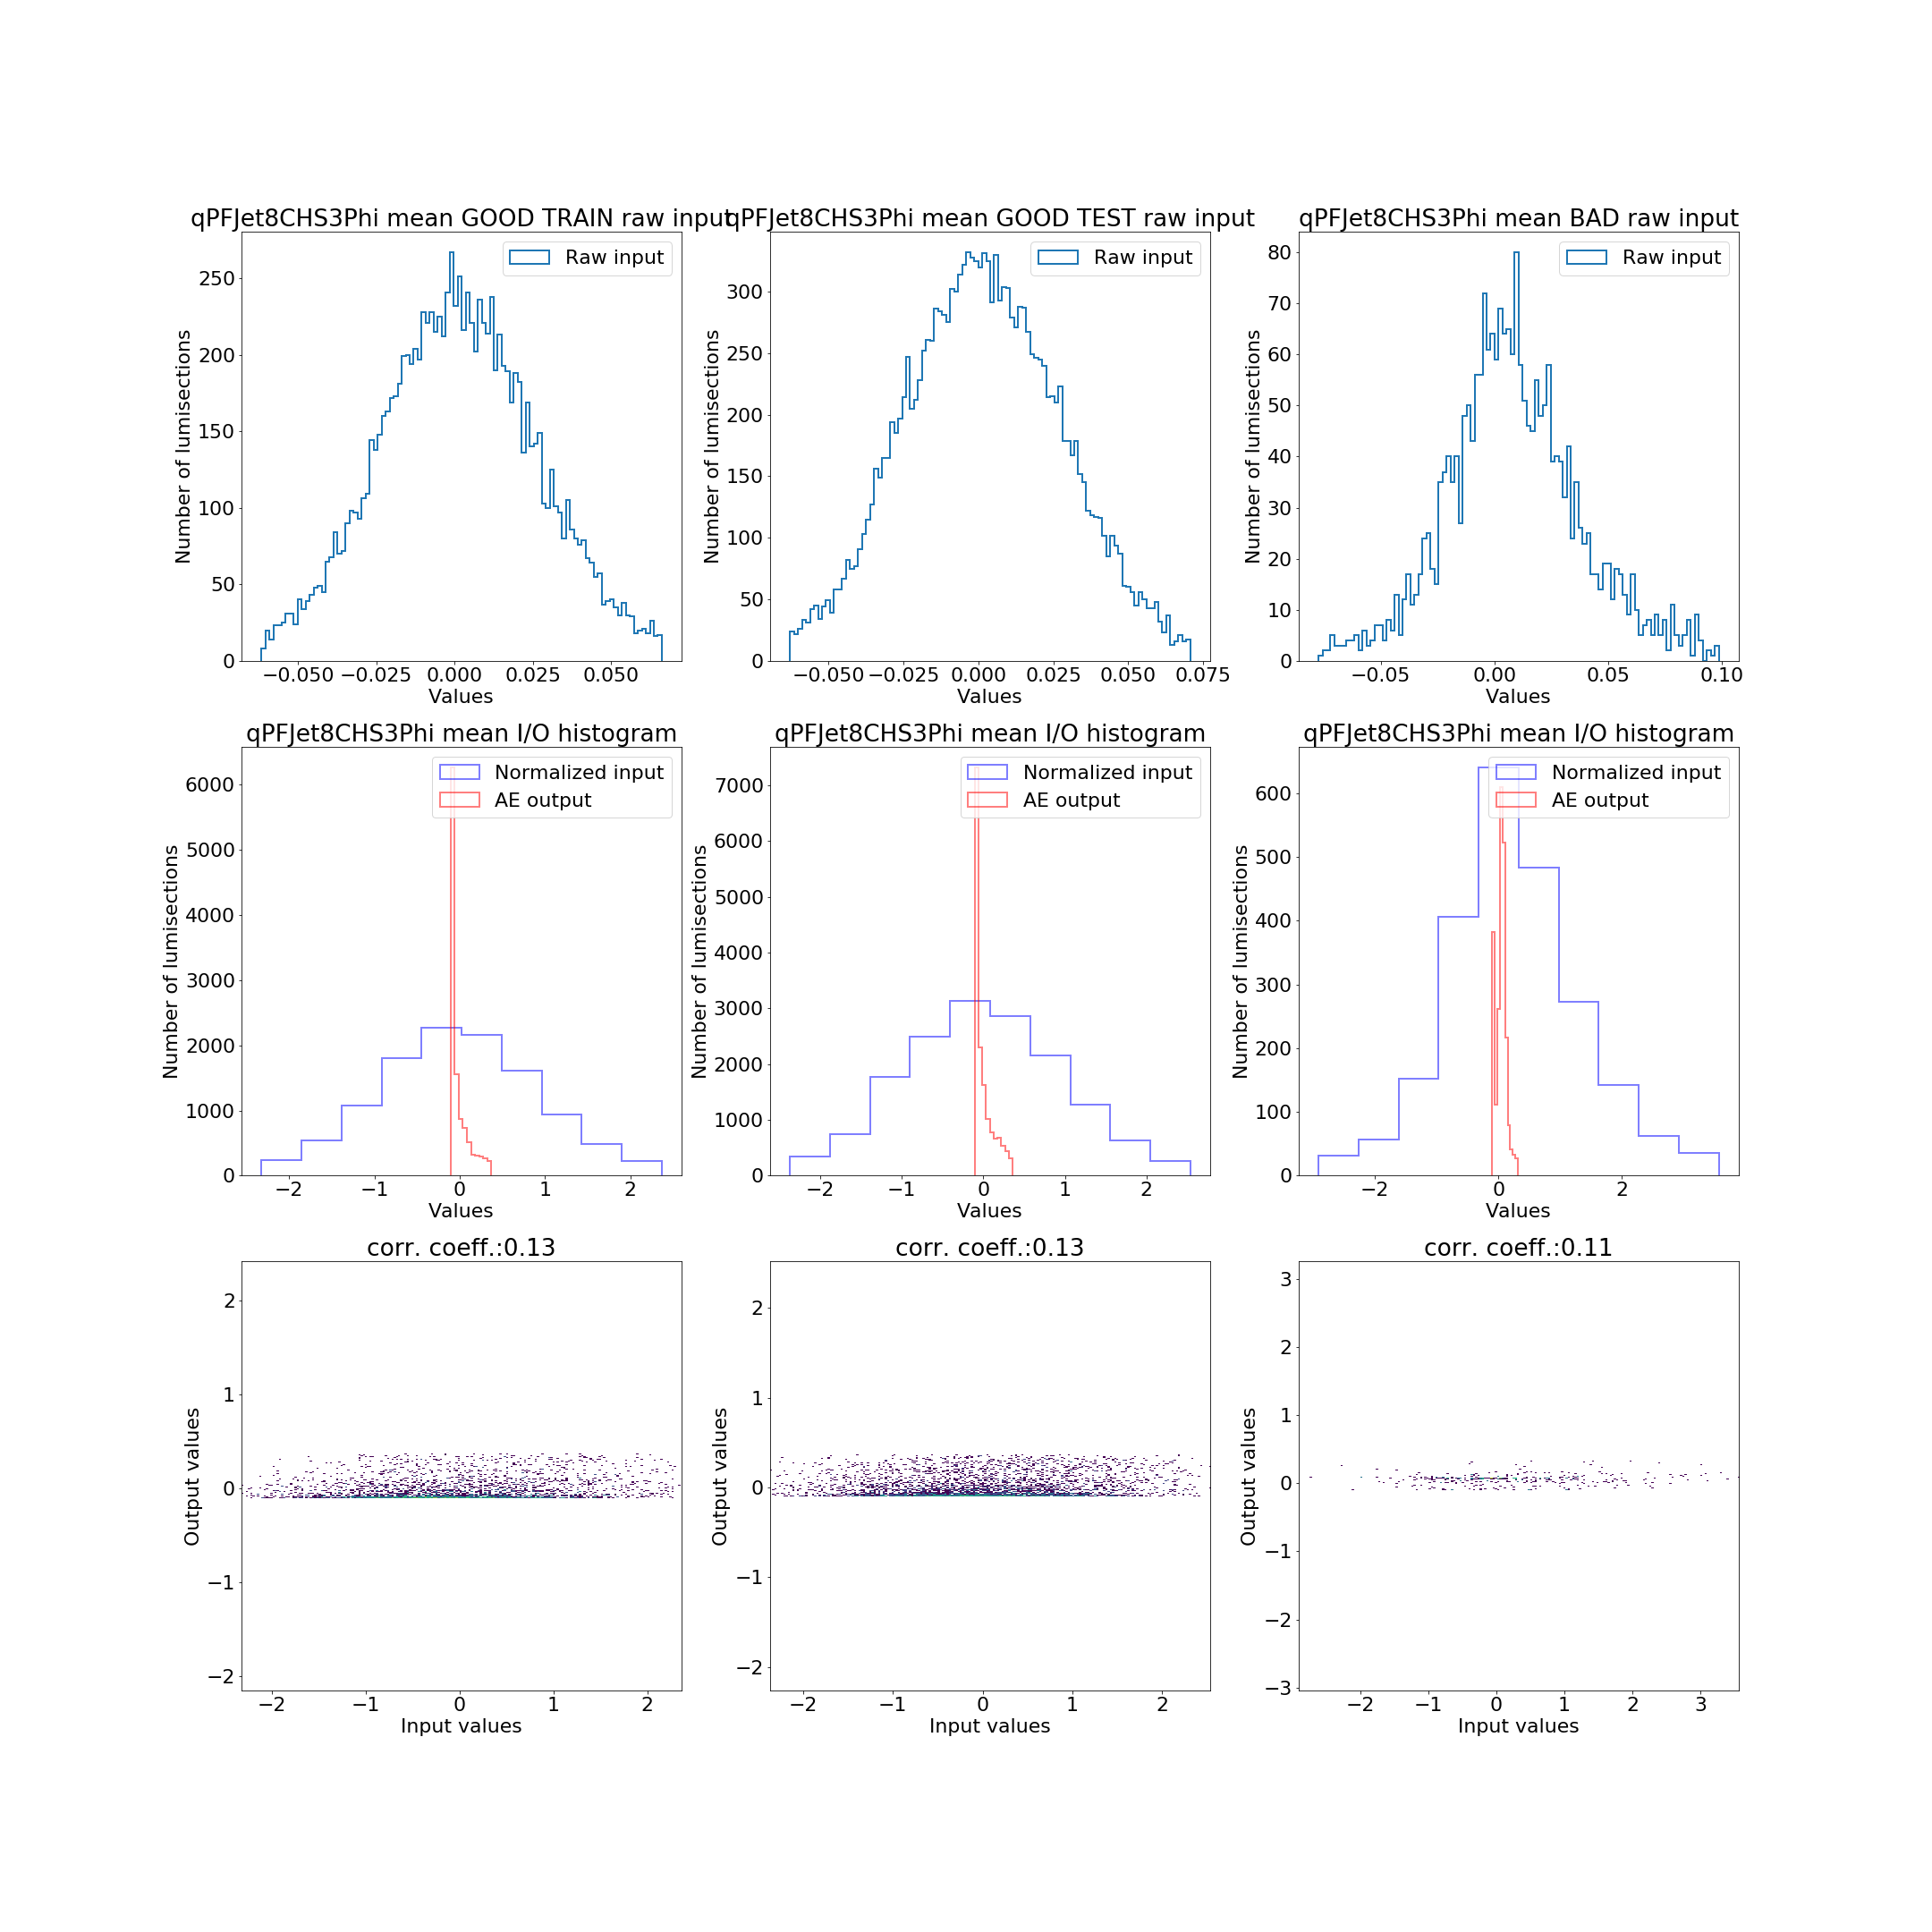 qPFJet8CHS3Phi mean GOOD TRAIN raw input
qPFJet8CHS3Phi mean GOOD TEST raw input
qPFJet8CHS3Phi mean BAD raw input
Raw input
Raw input
Raw input
Number of lumisections
Number of lumisections
Number of lumisections
250
200
150
100
50
0
300
250
200
150
100
50
0
80
70
60
50
40
30
20
10
0
−0.050 −0.025 0.000 0.025 0.050
−0.050 −0.025 0.000 0.025 0.050 0.075
−0.05 0.00 0.05 0.10
Values
Values
Values
qPFJet8CHS3Phi mean I/O histogram
qPFJet8CHS3Phi mean I/O histogram
qPFJet8CHS3Phi mean I/O histogram
Normalized input
AE output
Normalized input
AE output
Normalized input
AE output
Number of lumisections
Number of lumisections
Number of lumisections
6000
5000
4000
3000
2000
1000
0
7000
6000
5000
4000
3000
2000
1000
0
600
500
400
300
200
100
0
−2 −1 0 1 2
−2 −1 0 1 2
−2 0 2
Values
Values
Values
corr. coeff.:0.13
corr. coeff.:0.13
corr. coeff.:0.11
Output values
Output values
Output values
2
1
0
−1
−2
2
1
0
−1
−2
3
2
1
0
−1
−2
−3
−2 −1 0 1 2
−2 −1 0 1 2
−2 −1 0 1 2 3
Input values
Input values
Input values